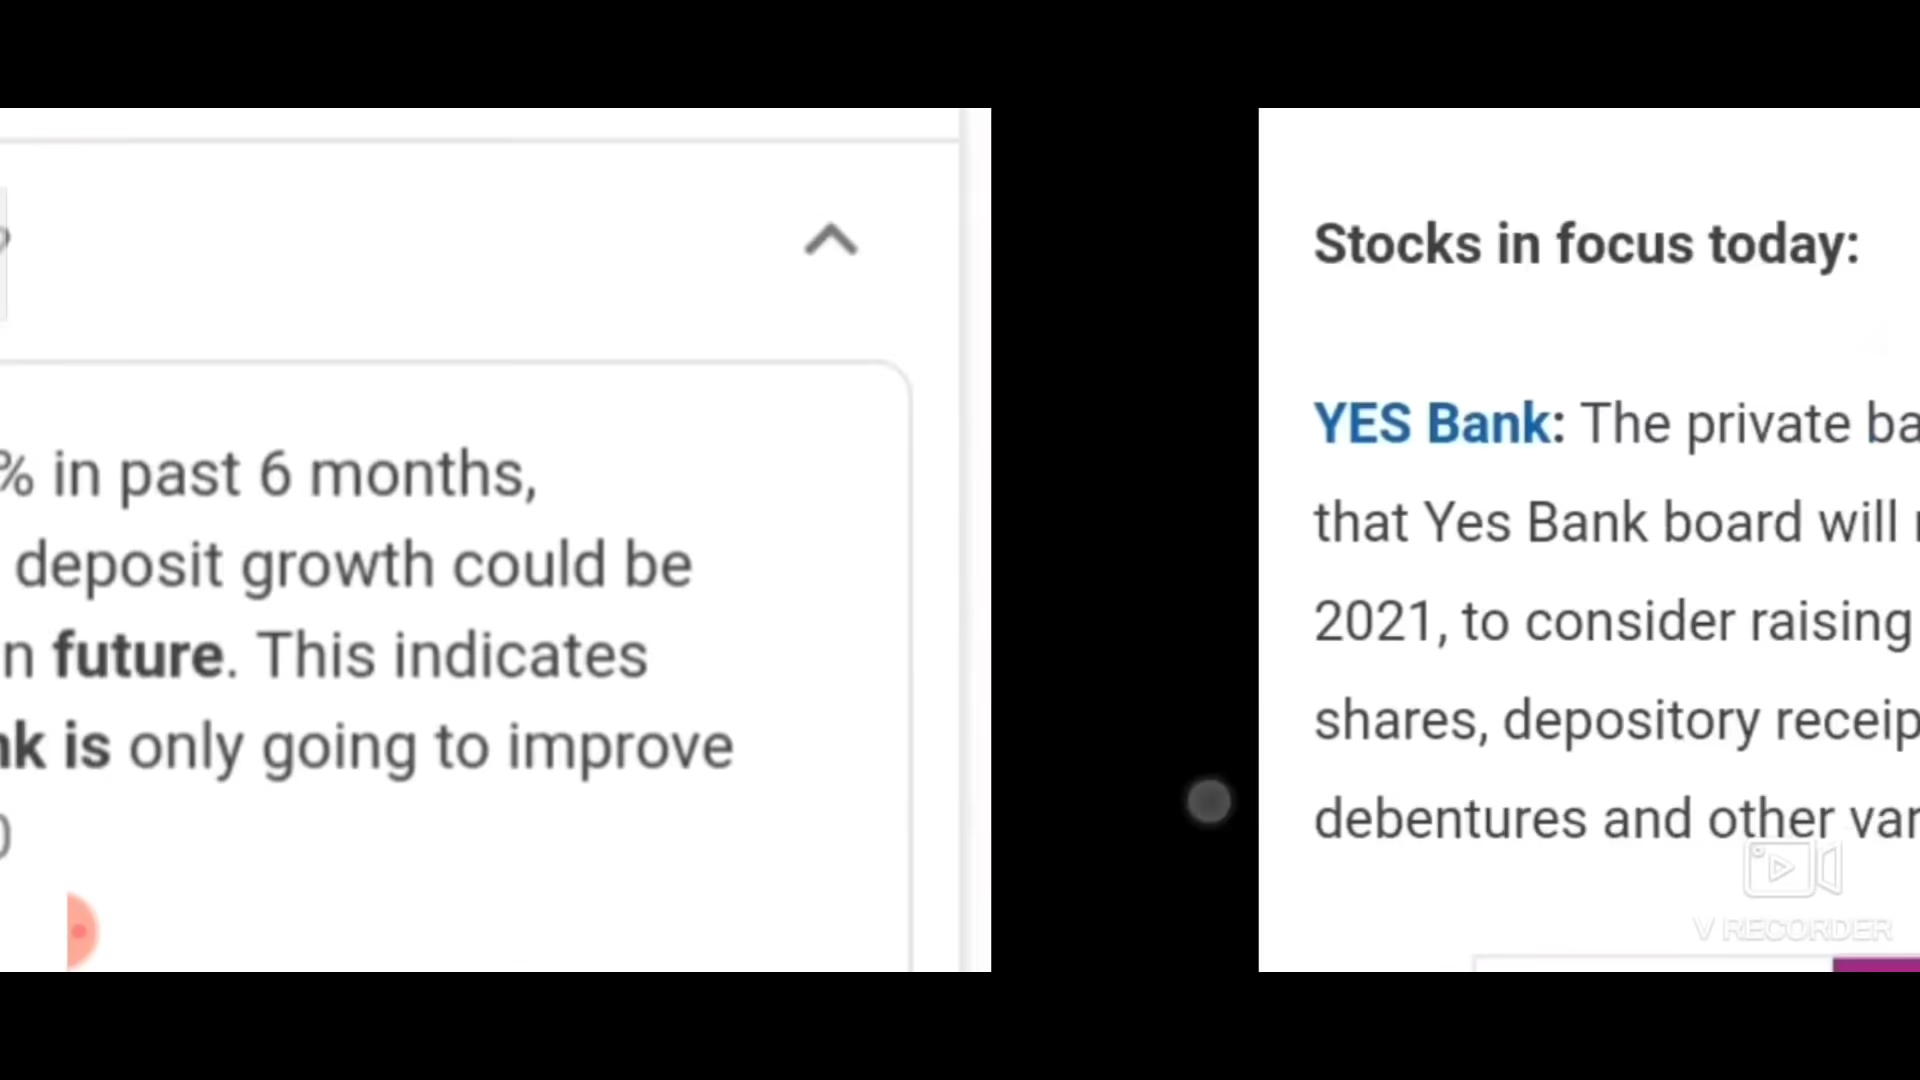 % in past 6 months,
deposit growth could be
n future. This indicates
nk is only going to improve
Stocks in focus today:
YES Bank: The private ba
that Yes Bank board will
2021, to consider raising
shares, depository receip
debentures and other var
V RECORDER